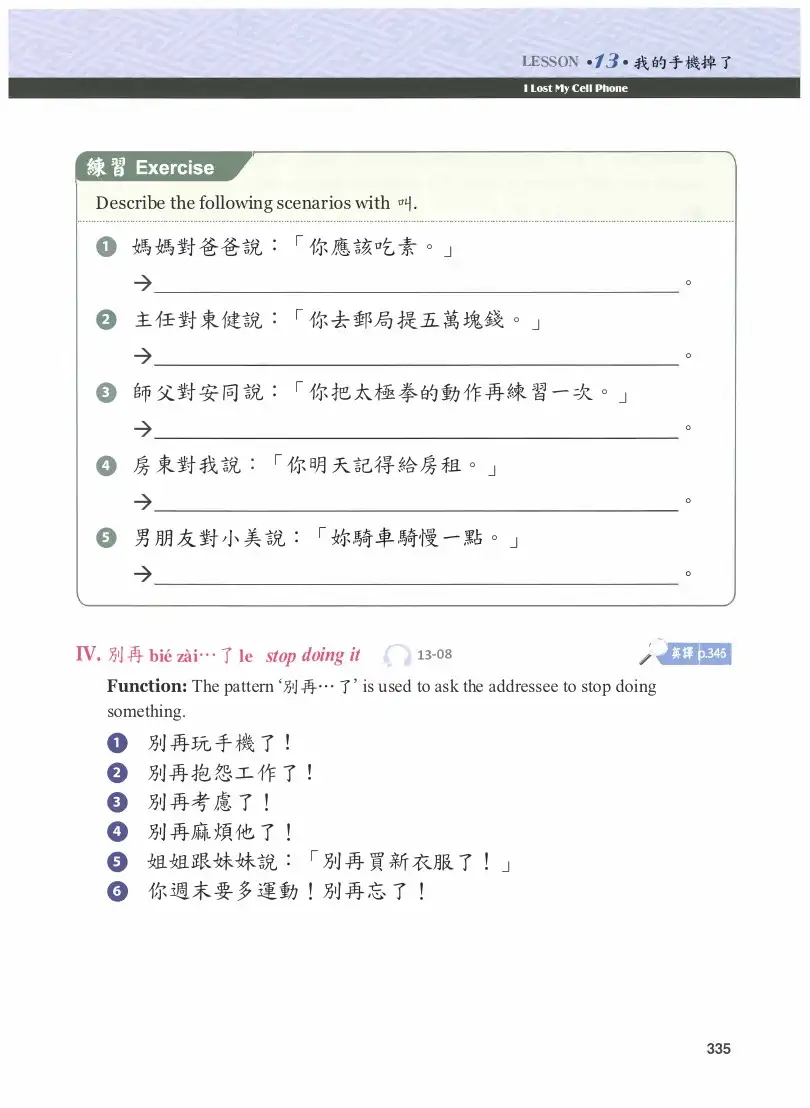 LESSON •13• 我的手機掉了
I Lost My Cell Phone
練習 Exercise
Describe the following scenarios with 叫.
1 媽媽對爸爸說：「你應該吃素。」
→ 。
2 主任對東健說：「你去郵局提五萬塊錢。」
→ 。
3 師父對安同說：「你把太極拳的動作再練習一次。」
→ 。
4 房東對我說：「你明天記得給房租。」
→ 。
5 男朋友對小美說：「妳騎車騎慢一點。」
→ 。
IV. 別再 bié zài…了 le stop doing it 13-08 英譯 p.346
Function: The pattern ‘別再…了’ is used to ask the addressee to stop doing
something.
1 別再玩手機了！
2 別再抱怨工作了！
3 別再考慮了！
4 別再麻煩他了！
5 姐姐跟妹妹說：「別再買新衣服了！」
6 你週末要多運動！別再忘了！
335